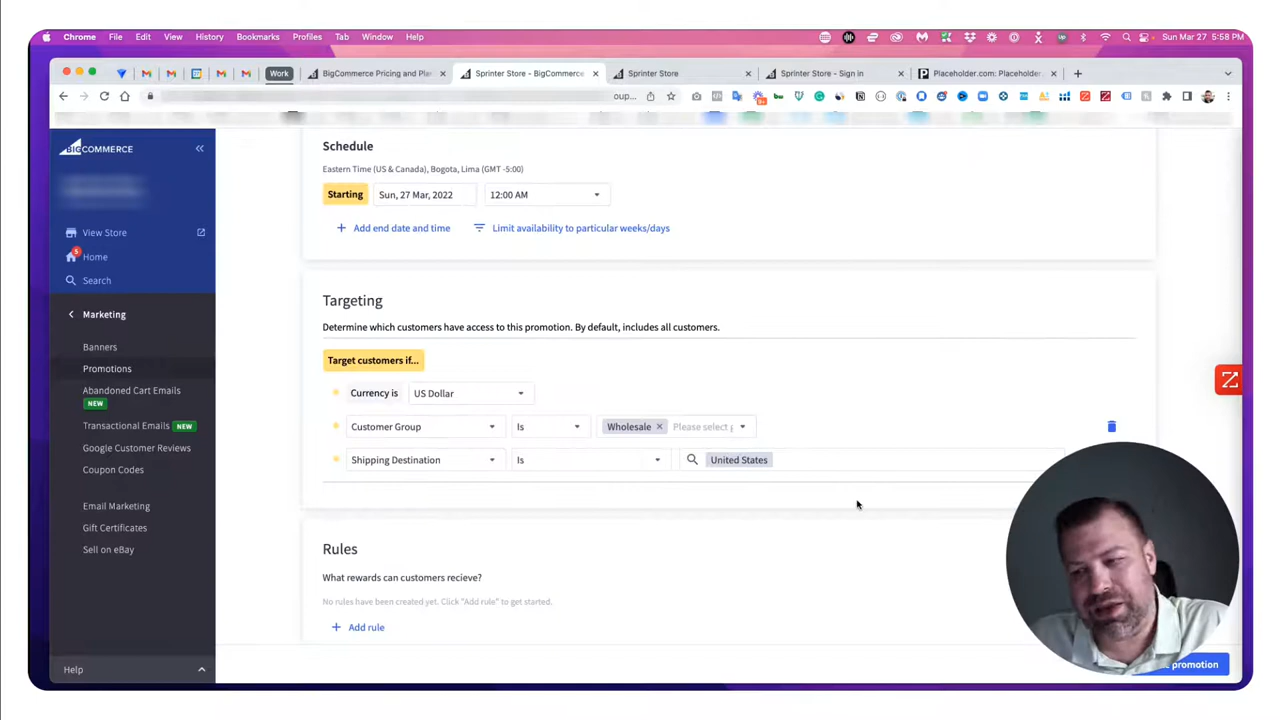 Chrome File Edit View History Bookmarks Profiles Tab Window Help Sun Mar 27 5:58 PM
Work BigCommerce Pricing and Pla Sprinter Store - BigCommerce Sprinter Store Sprinter Store - Sign in Placeholder.com: Placeholder
oup...
BIGCOMMERCE
View Store
5
Home
Search
Marketing
Banners
Promotions
Abandoned Cart Emails
NEW
Transactional Emails NEW
Google Customer Reviews
Coupon Codes
Email Marketing
Gift Certificates
Sell on eBay
Help
Schedule
Eastern Time (US & Canada), Bogota, Lima (GMT -5:00)
Starting Sun, 27 Mar, 2022 12:00 AM
+ Add end date and time Limit availability to particular weeks/days
Targeting
Determine which customers have access to this promotion. By default, includes all customers.
Target customers if...
Currency is US Dollar
Customer Group Is Wholesale × Please select
Shipping Destination Is United States
Rules
What rewards can customers recieve?
No rules have been created yet. Click "Add rule" to get started.
+ Add rule
promotion